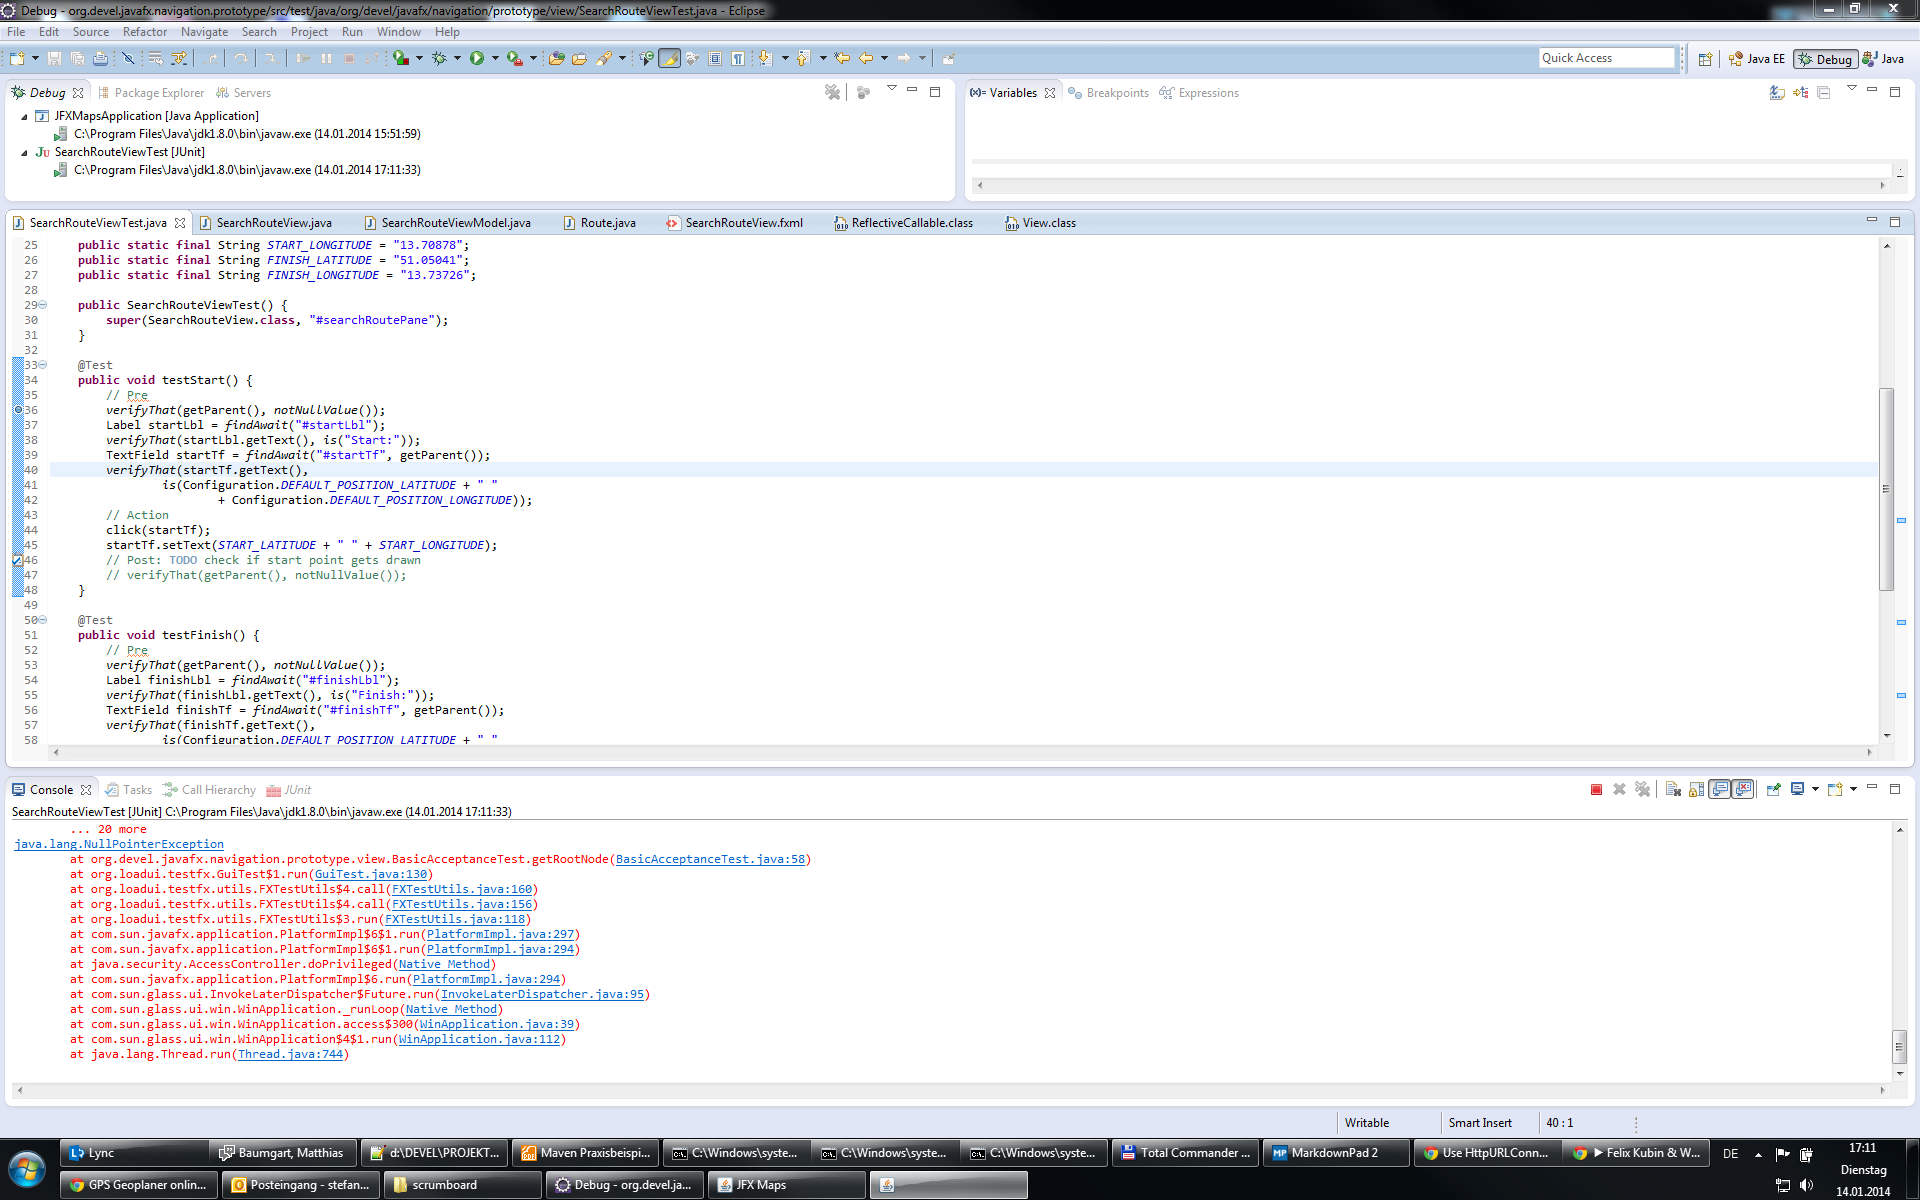 Debug - org.devel.javafx.navigation.prototype/src/test/java/org/devel/javafx/navigation/prototype/view/SearchRouteViewTest.java - Eclipse
File Edit Source Refactor Navigate Search Project Run Window Help
Quick Access
Java EE
Debug
Java
Debug
Package Explorer
Servers
JFXMapsApplication [Java Application]
C:\Program Files\Java\jdk1.8.0\bin\javaw.exe (14.01.2014 15:51:59)
SearchRouteViewTest [JUnit]
C:\Program Files\Java\jdk1.8.0\bin\javaw.exe (14.01.2014 17:11:33)
(x)= Variables
Breakpoints
Expressions
SearchRouteViewTest.java
SearchRouteView.java
SearchRouteViewModel.java
Route.java
SearchRouteView.fxml
ReflectiveCallable.class
View.class
25 public static final String START_LONGITUDE = "13.70878";
26 public static final String FINISH_LATITUDE = "51.05041";
27 public static final String FINISH_LONGITUDE = "13.73726";
28
29 public SearchRouteViewTest() {
30 super(SearchRouteView.class, "#searchRoutePane");
31 }
32
33 @Test
34 public void testStart() {
35 // Pre
36 verifyThat(getParent(), notNullValue());
37 Label startLbl = findAwait("#startLbl");
38 verifyThat(startLbl.getText(), is("Start:"));
39 TextField startTf = findAwait("#startTf", getParent());
40 verifyThat(startTf.getText(),
41 is(Configuration.DEFAULT_POSITION_LATITUDE + " "
42 + Configuration.DEFAULT_POSITION_LONGITUDE));
43 // Action
44 click(startTf);
45 startTf.setText(START_LATITUDE + " " + START_LONGITUDE);
46 // Post: TODO check if start point gets drawn
47 // verifyThat(getParent(), notNullValue());
48 }
49
50 @Test
51 public void testFinish() {
52 // Pre
53 verifyThat(getParent(), notNullValue());
54 Label finishLbl = findAwait("#finishLbl");
55 verifyThat(finishLbl.getText(), is("Finish:"));
56 TextField finishTf = findAwait("#finishTf", getParent());
57 verifyThat(finishTf.getText(),
58 is(Configuration.DEFAULT POSITION LATITUDE + " "
Console
Tasks
Call Hierarchy
JUnit
SearchRouteViewTest [JUnit] C:\Program Files\Java\jdk1.8.0\bin\javaw.exe (14.01.2014 17:11:33)
... 20 more
java.lang.NullPointerException
at org.devel.javafx.navigation.prototype.view.BasicAcceptanceTest.getRootNode(BasicAcceptanceTest.java:58)
at org.loadui.testfx.GuiTest$1.run(GuiTest.java:130)
at org.loadui.testfx.utils.FXTestUtils$4.call(FXTestUtils.java:160)
at org.loadui.testfx.utils.FXTestUtils$4.call(FXTestUtils.java:156)
at org.loadui.testfx.utils.FXTestUtils$3.run(FXTestUtils.java:118)
at com.sun.javafx.application.PlatformImpl$6$1.run(PlatformImpl.java:297)
at com.sun.javafx.application.PlatformImpl$6$1.run(PlatformImpl.java:294)
at java.security.AccessController.doPrivileged(Native Method)
at com.sun.javafx.application.PlatformImpl$6.run(PlatformImpl.java:294)
at com.sun.glass.ui.InvokeLaterDispatcher$Future.run(InvokeLaterDispatcher.java:95)
at com.sun.glass.ui.win.WinApplication._runLoop(Native Method)
at com.sun.glass.ui.win.WinApplication.access$300(WinApplication.java:39)
at com.sun.glass.ui.win.WinApplication$4$1.run(WinApplication.java:112)
at java.lang.Thread.run(Thread.java:744)
Writable
Smart Insert
40 : 1
Lync
Baumgart, Matthias
d:\DEVEL\PROJEKT...
Maven Praxisbeispi...
C:\Windows\syste...
C:\Windows\syste...
C:\Windows\syste...
Total Commander ...
MarkdownPad 2
Use HttpURLConn...
Felix Kubin & W...
DE
17:11
GPS Geoplaner onlin...
Posteingang - stefan...
scrumboard
Debug - org.devel.ja...
JFX Maps
Dienstag
14.01.2014